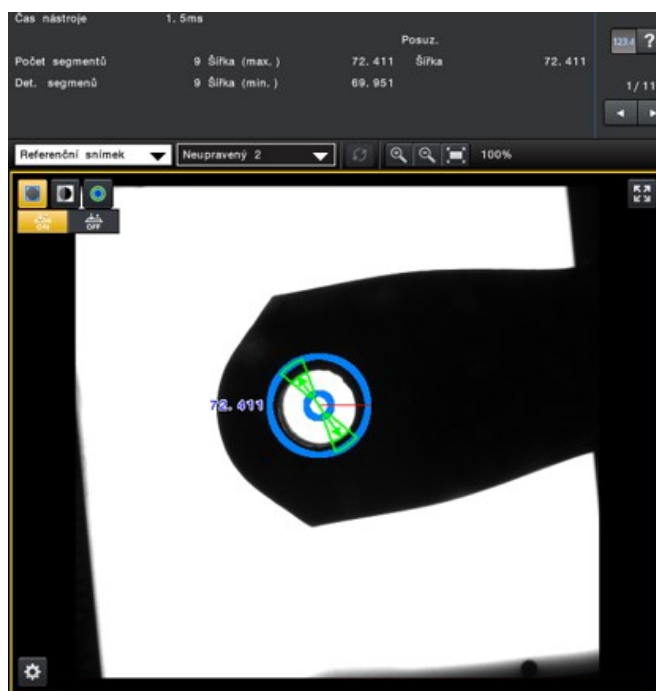 Čas nástroje 1.5ms
Posuz.
Počet segmentů 9 Šířka (max.) 72.411 Šířka 72.411
Det. segmenů 9 Šířka (min.) 69.951
123.4 ?
1/11
Referenční snímek Neupravený 2 100%
ON OFF
72.411